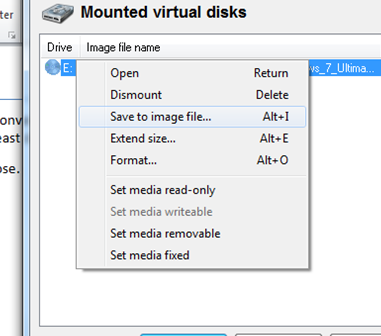 Mounted virtual disks
Drive Image file name
E: vs_7_Ultima...
Open Return
Dismount Delete
Save to image file... Alt+I
Extend size... Alt+E
Format... Alt+O
Set media read-only
Set media writeable
Set media removable
Set media fixed
ter
onv
east
ose.